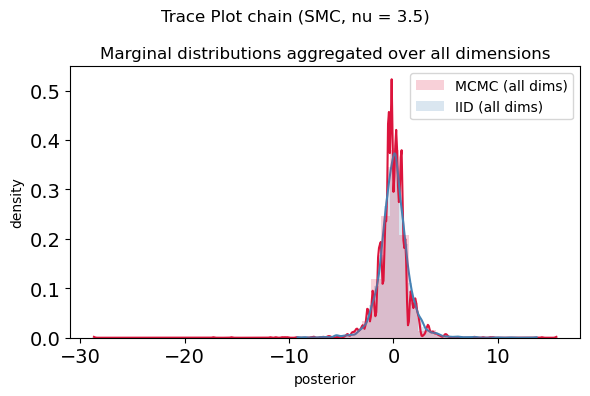 Trace Plot chain (SMC, nu = 3.5)
Marginal distributions aggregated over all dimensions
MCMC (all dims)
IID (all dims)
density
0.5
0.4
0.3
0.2
0.1
0.0
−30
−20
−10
0
10
posterior